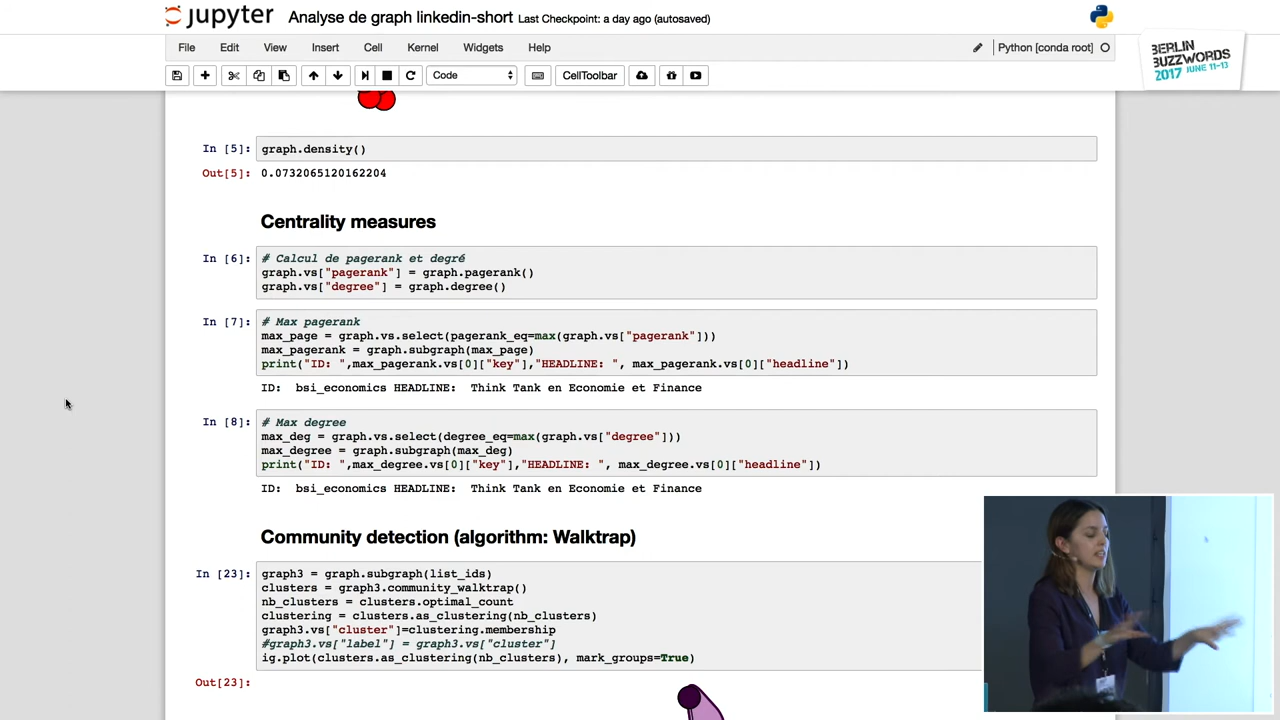 jupyter Analyse de graph linkedin-short Last Checkpoint: a day ago (autosaved)
File Edit View Insert Cell Kernel Widgets Help Python [conda root]
Code CellToolbar
BERLIN
BUZZWORDS
2017 JUNE 11-13
In [5]: graph.density()
Out[5]: 0.0732065120162204
Centrality measures
In [6]: # Calcul de pagerank et degré
graph.vs["pagerank"] = graph.pagerank()
graph.vs["degree"] = graph.degree()
In [7]: # Max pagerank
max_page = graph.vs.select(pagerank_eq=max(graph.vs["pagerank"]))
max_pagerank = graph.subgraph(max_page)
print("ID: ",max_pagerank.vs[0]["key"],"HEADLINE: ", max_pagerank.vs[0]["headline"])
ID:  bsi_economics HEADLINE:  Think Tank en Economie et Finance
In [8]: # Max degree
max_deg = graph.vs.select(degree_eq=max(graph.vs["degree"]))
max_degree = graph.subgraph(max_deg)
print("ID: ",max_degree.vs[0]["key"],"HEADLINE: ", max_degree.vs[0]["headline"])
ID:  bsi_economics HEADLINE:  Think Tank en Economie et Finance
Community detection (algorithm: Walktrap)
In [23]: graph3 = graph.subgraph(list_ids)
clusters = graph3.community_walktrap()
nb_clusters = clusters.optimal_count
clustering = clusters.as_clustering(nb_clusters)
graph3.vs["cluster"]=clustering.membership
#graph3.vs["label"] = graph3.vs["cluster"]
ig.plot(clusters.as_clustering(nb_clusters), mark_groups=True)
Out[23]: